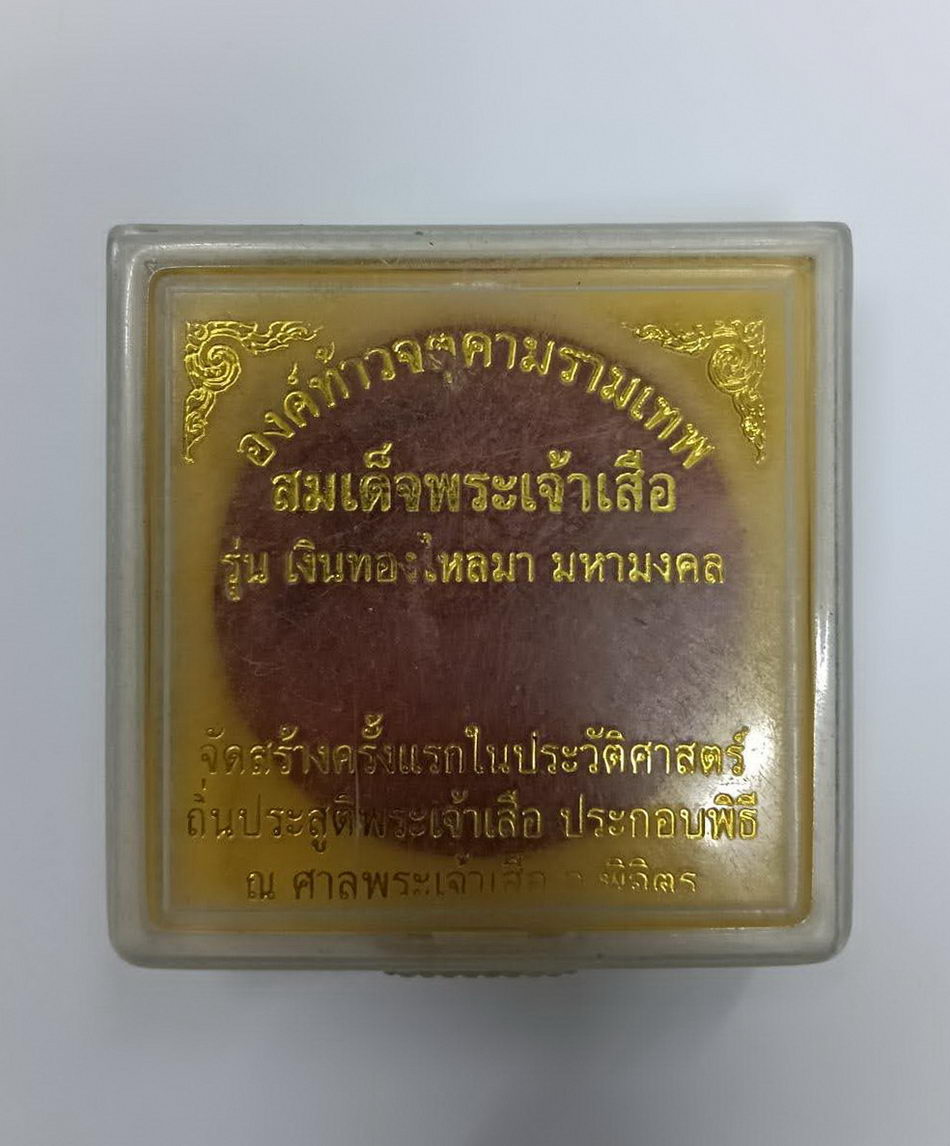 องค์ท้าวจตุคามรามเทพ
สมเด็จพระเจ้าเสือ
รุ่น เงินทองไหลมา มหามงคล
จัดสร้างครั้งแรกในประวัติศาสตร์
ถิ่นประสูติพระเจ้าเสือ ประกอบพิธี
ณ ศาลพระเจ้าเสือ จ.พิจิตร